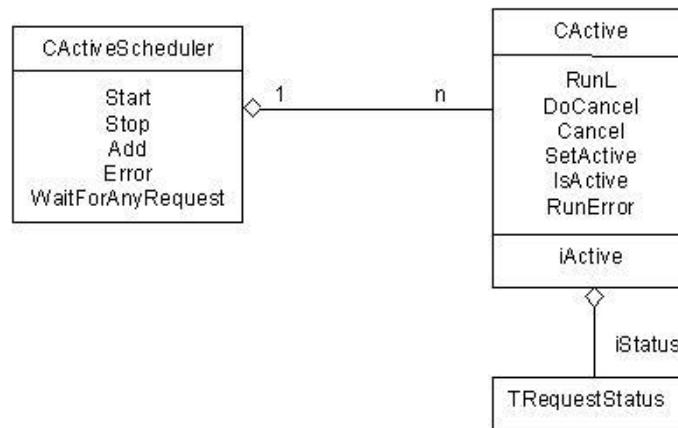 CActiveScheduler
Start
Stop
Add
Error
WaitForAnyRequest
1
n
CActive
RunL
DoCancel
Cancel
SetActive
IsActive
RunError
iActive
iStatus
TRequestStatus